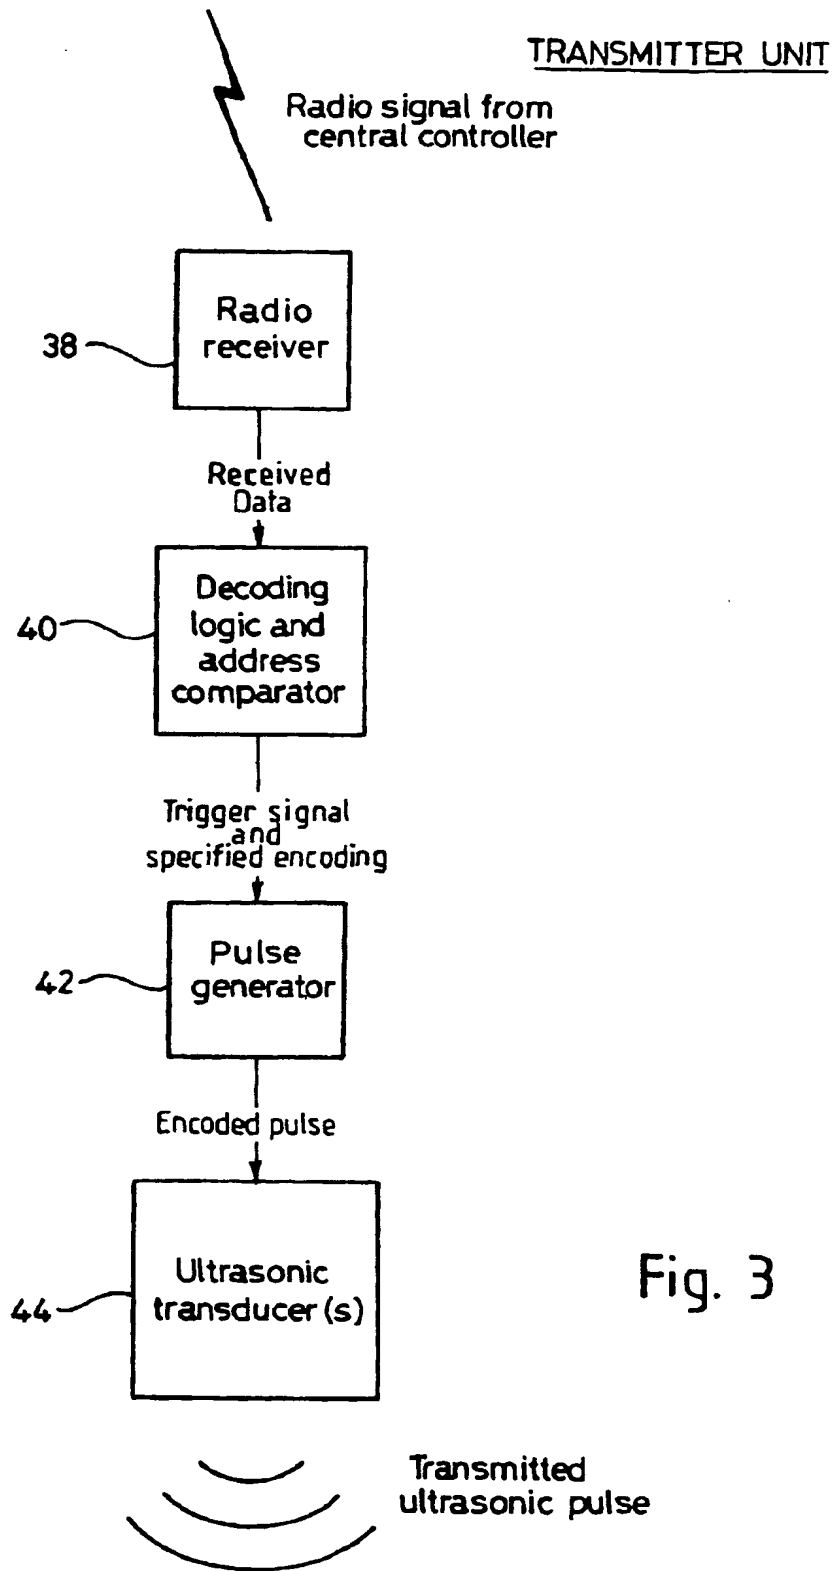 TRANSMITTER UNIT
Radio signal from
central controller
Radio
receiver
38
Received
Data
Decoding
logic and
address
comparator
40
Trigger signal
and
specified encoding
Pulse
generator
42
Encoded pulse
Ultrasonic
transducer(s)
44
Fig. 3
Transmitted
ultrasonic pulse